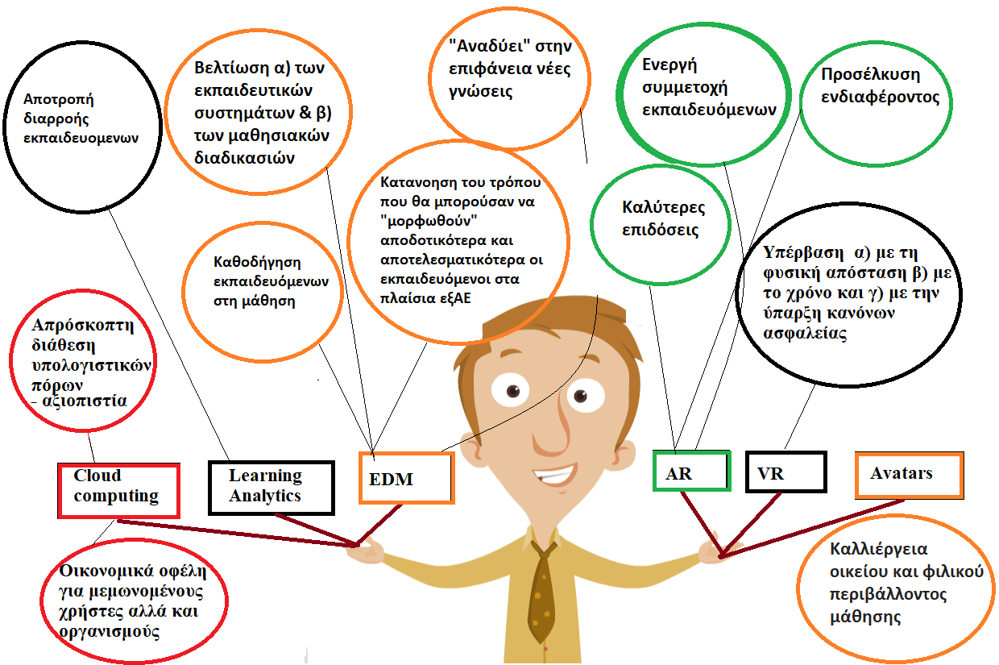 Αποτροπή
διαρροής
εκπαιδευομενων
Βελτίωση α) των
εκπαιδευτικών
συστημάτων & β)
των μαθησιακών
διαδικασιών
"Αναδύει" στην
επιφάνεια νέες
γνώσεις
Ενεργή
συμμετοχή
εκπαιδευόμενων
Προσέλκυση
ενδιαφέροντος
Κατανοηση του τρόπου
που θα μπορούσαν να
"μορφωθούν"
αποδοτικότερα και
αποτελεσματικότερα οι
εκπαιδευόμενοι στα
πλαίσια εξΑΕ
Καλύτερες
επιδόσεις
Καθοδήγηση
εκπαιδευόμενων
στη μάθηση
Υπέρβαση α) με τη
φυσική απόσταση β) με
το χρόνο και γ) με την
ύπαρξη κανόνων
ασφαλείας
Απρόσκοπτη
διάθεση
υπολογιστικών
πόρων
- αξιοπιστία
Cloud
computing
Learning
Analytics
EDM
AR
VR
Avatars
Οικονομικά οφέλη
για μεμωνομένους
χρήστες αλλά και
οργανισμούς
Καλλιέργεια
οικείου και φιλικού
περιβάλλοντος
μάθησης